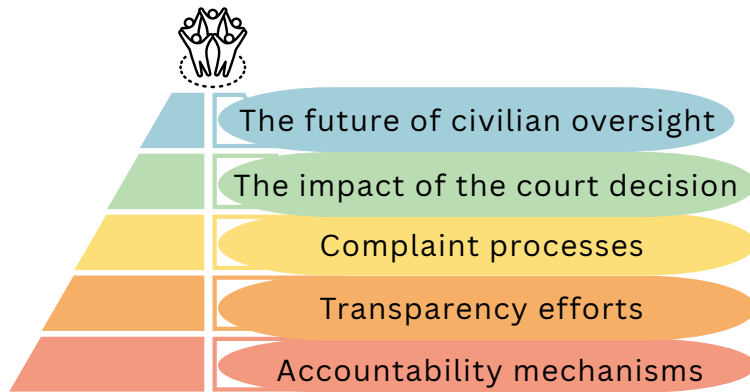 The future of civilian oversight
The impact of the court decision
Complaint processes
Transparency efforts
Accountability mechanisms